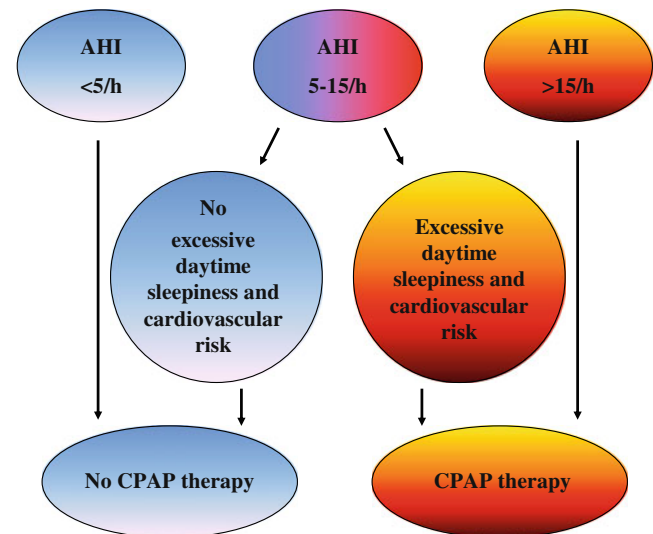 AHI
<5/h
AHI
5-15/h
AHI
>15/h
No
excessive
daytime
sleepiness and
cardiovascular
risk
Excessive
daytime
sleepiness and
cardiovascular
risk
No CPAP therapy
CPAP therapy